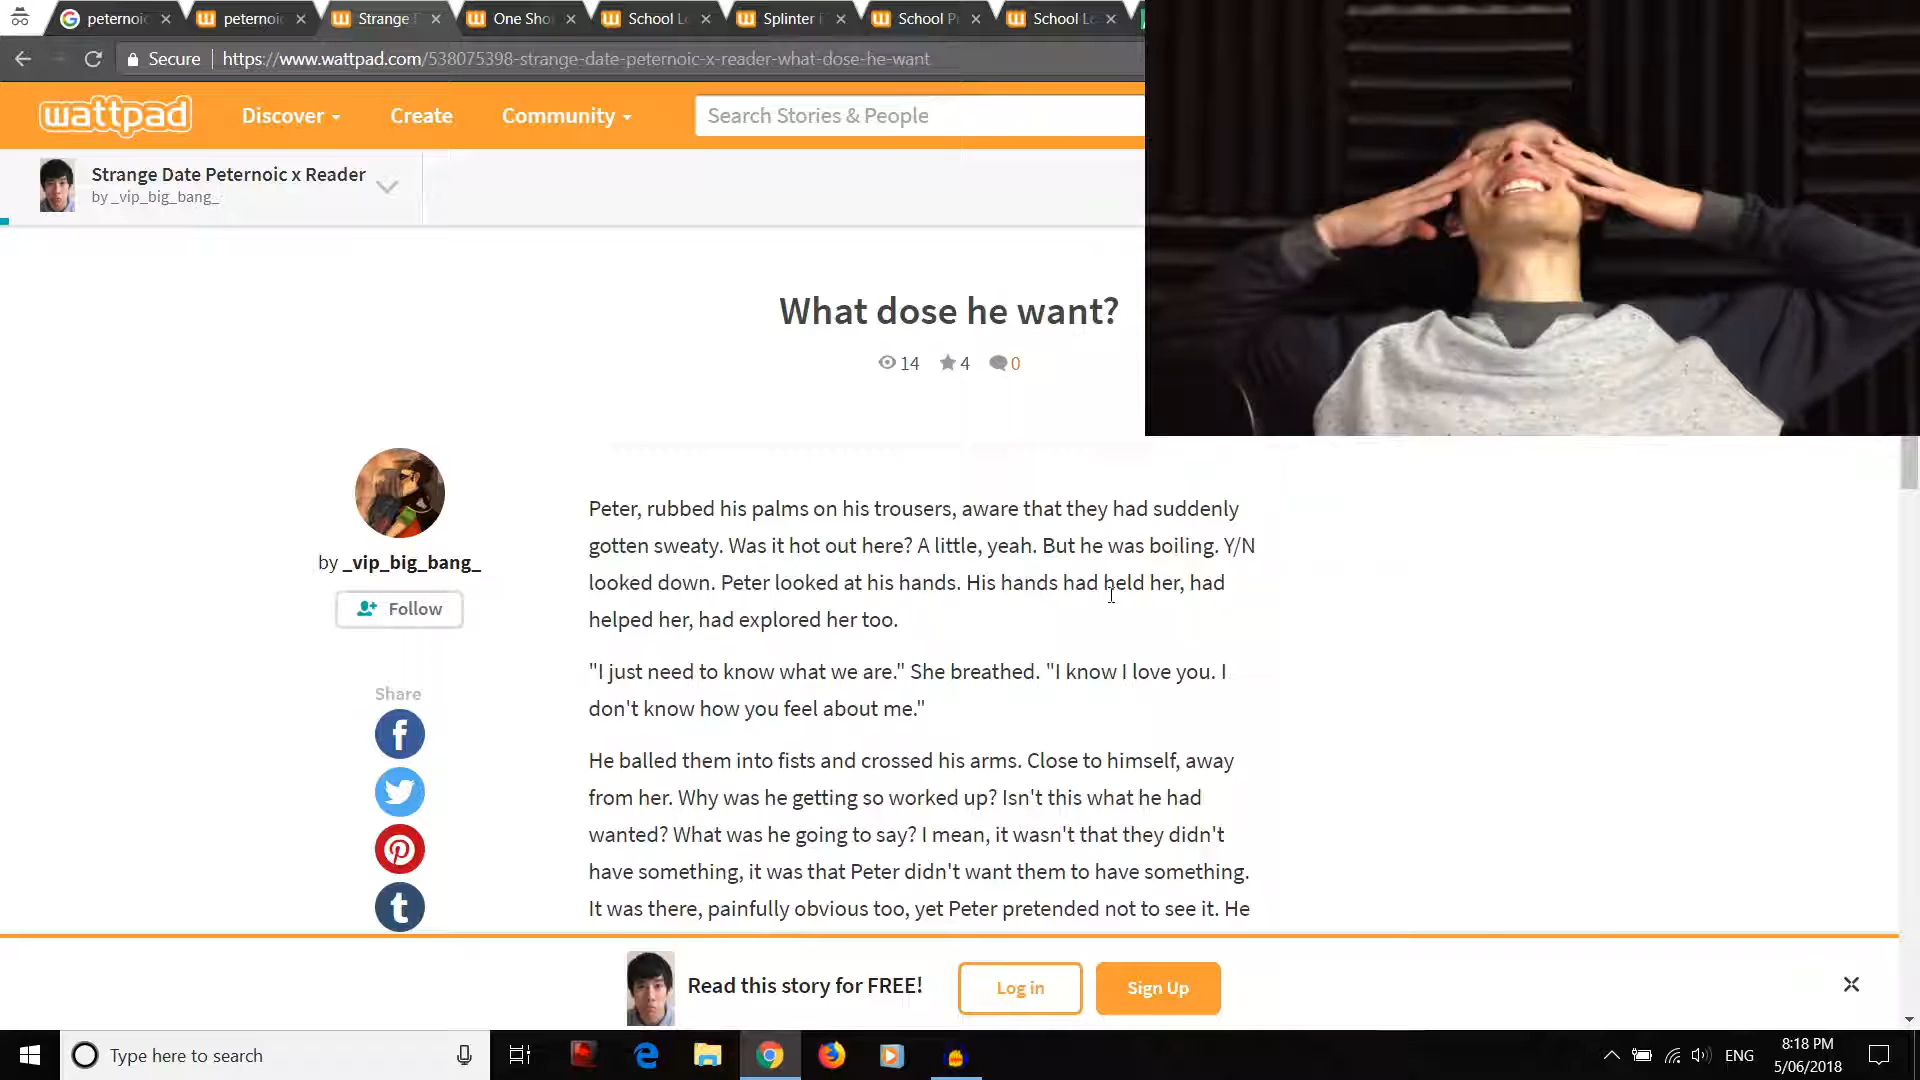 peternoic
peternoic
Strange
One Sho
School L
Splinter
School P
School L
Secure
https://www.wattpad.com/538075398-strange-date-peternoic-x-reader-what-dose-he-want
wattpad
Discover
Create
Community
Search Stories & People
Strange Date Peternoic x Reader
by _vip_big_bang_
What dose he want?
14
4
0
by _vip_big_bang_
Follow
Share
Peter, rubbed his palms on his trousers, aware that they had suddenly
gotten sweaty. Was it hot out here? A little, yeah. But he was boiling. Y/N
looked down. Peter looked at his hands. His hands had held her, had
helped her, had explored her too.
"I just need to know what we are." She breathed. "I know I love you. I
don't know how you feel about me."
He balled them into fists and crossed his arms. Close to himself, away
from her. Why was he getting so worked up? Isn't this what he had
wanted? What was he going to say? I mean, it wasn't that they didn't
have something, it was that Peter didn't want them to have something.
It was there, painfully obvious too, yet Peter pretended not to see it. He
Read this story for FREE!
Log in
Sign Up
Type here to search
ENG
8:18 PM
5/06/2018